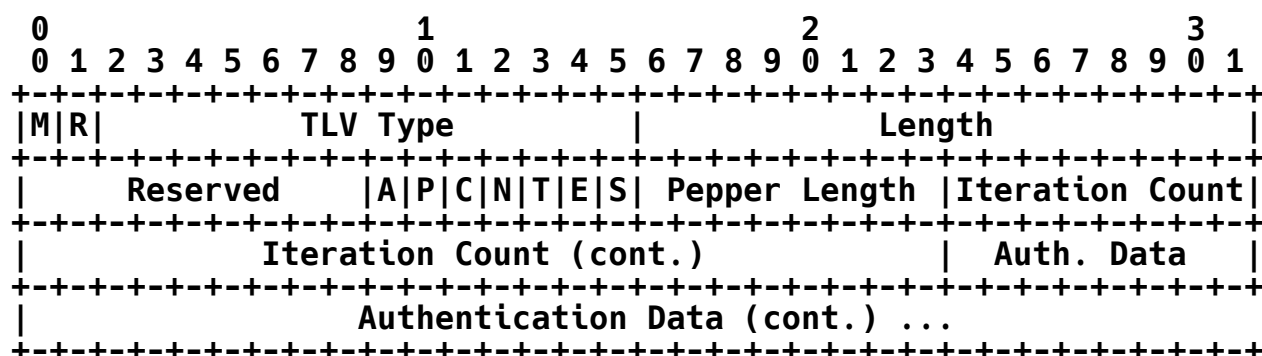 0                   1                   2                   3
 0 1 2 3 4 5 6 7 8 9 0 1 2 3 4 5 6 7 8 9 0 1 2 3 4 5 6 7 8 9 0 1
+-+-+-+-+-+-+-+-+-+-+-+-+-+-+-+-+-+-+-+-+-+-+-+-+-+-+-+-+-+-+-+-+
|M|R|          TLV Type         |            Length             |
+-+-+-+-+-+-+-+-+-+-+-+-+-+-+-+-+-+-+-+-+-+-+-+-+-+-+-+-+-+-+-+-+
|     Reserved    |A|P|C|N|T|E|S| Pepper Length |Iteration Count|
+-+-+-+-+-+-+-+-+-+-+-+-+-+-+-+-+-+-+-+-+-+-+-+-+-+-+-+-+-+-+-+-+
|            Iteration Count (cont.)            |  Auth. Data   |
+-+-+-+-+-+-+-+-+-+-+-+-+-+-+-+-+-+-+-+-+-+-+-+-+-+-+-+-+-+-+-+-+
|                 Authentication Data (cont.) ...
+-+-+-+-+-+-+-+-+-+-+-+-+-+-+-+-+-+-+-+-+-+-+-+-+-+-+-+-+-+-+-+-+